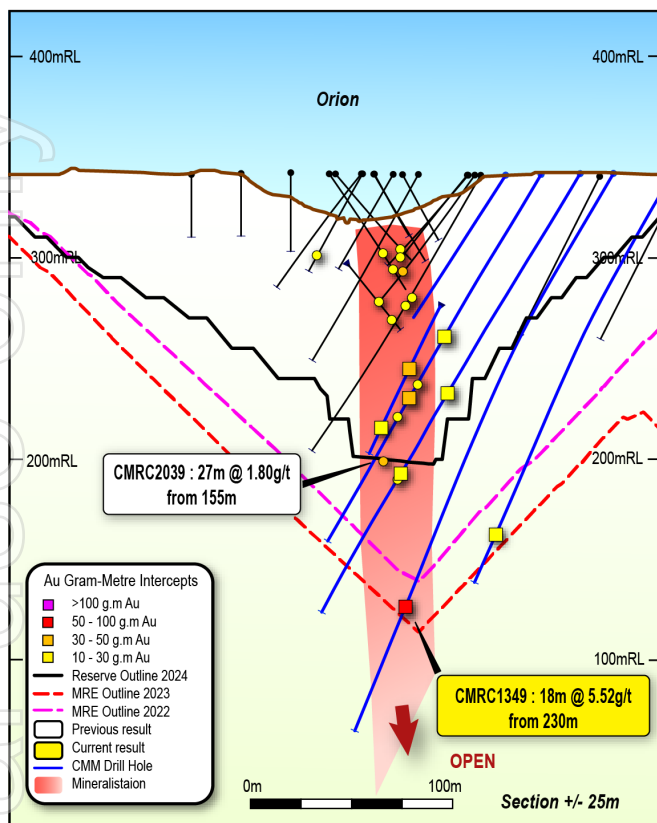 400mRL
400mRL
Orion
300mRL
300mRL
200mRL
200mRL
CMRC2039 : 27m @ 1.80g/t
from 155m
Au Gram-Metre Intercepts
>100 g.m Au
50 - 100 g.m Au
30 - 50 g.m Au
10 - 30 g.m Au
Reserve Outline 2024
MRE Outline 2023
MRE Outline 2022
Previous result
Current result
CMM Drill Hole
Mineralistaion
100mRL
CMRC1349 : 18m @ 5.52g/t
from 230m
OPEN
0m
100m
Section +/- 25m